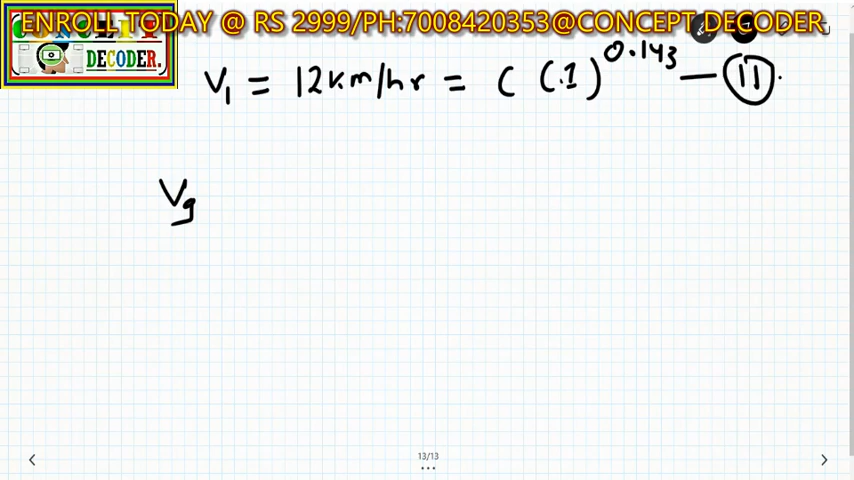 ENROLL TODAY @ RS 2999/PH:7008420353@CONCEPT DECODER
DECODER.
V₁ = 12km/hr = C (.1)^0.143 — (II).
Vg
13/13